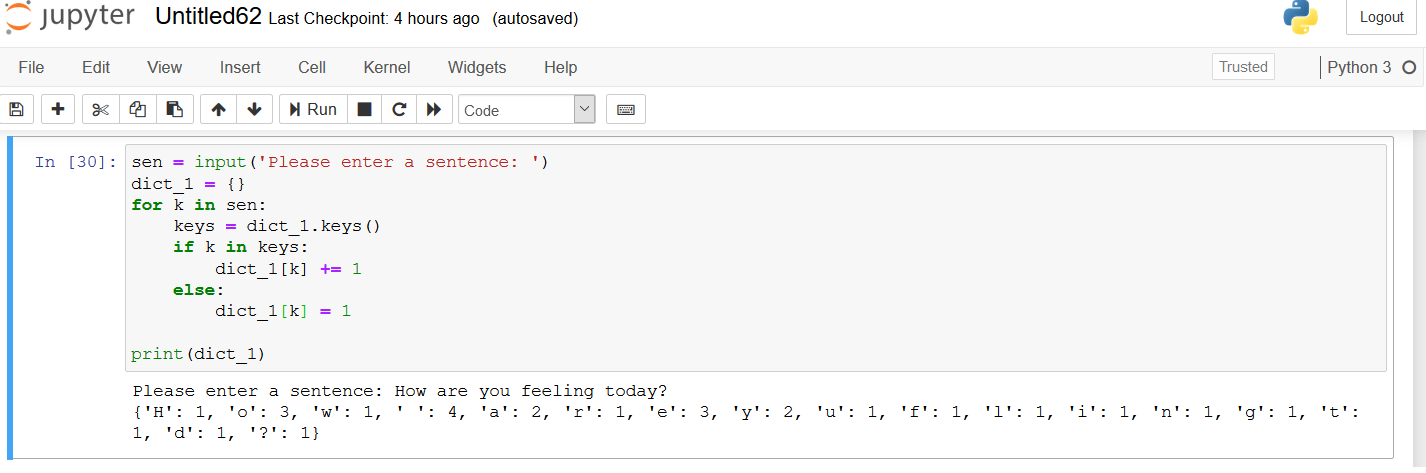 jupyter Untitled62 Last Checkpoint: 4 hours ago (autosaved) Logout
File Edit View Insert Cell Kernel Widgets Help Trusted Python 3
Run Code
In [30]: sen = input('Please enter a sentence: ')
dict_1 = {}
for k in sen:
    keys = dict_1.keys()
    if k in keys:
        dict_1[k] += 1
    else:
        dict_1[k] = 1
print(dict_1)
Please enter a sentence: How are you feeling today?
{'H': 1, 'o': 3, 'w': 1, ' ': 4, 'a': 2, 'r': 1, 'e': 3, 'y': 2, 'u': 1, 'f': 1, 'l': 1, 'i': 1, 'n': 1, 'g': 1, 't':
1, 'd': 1, '?': 1}